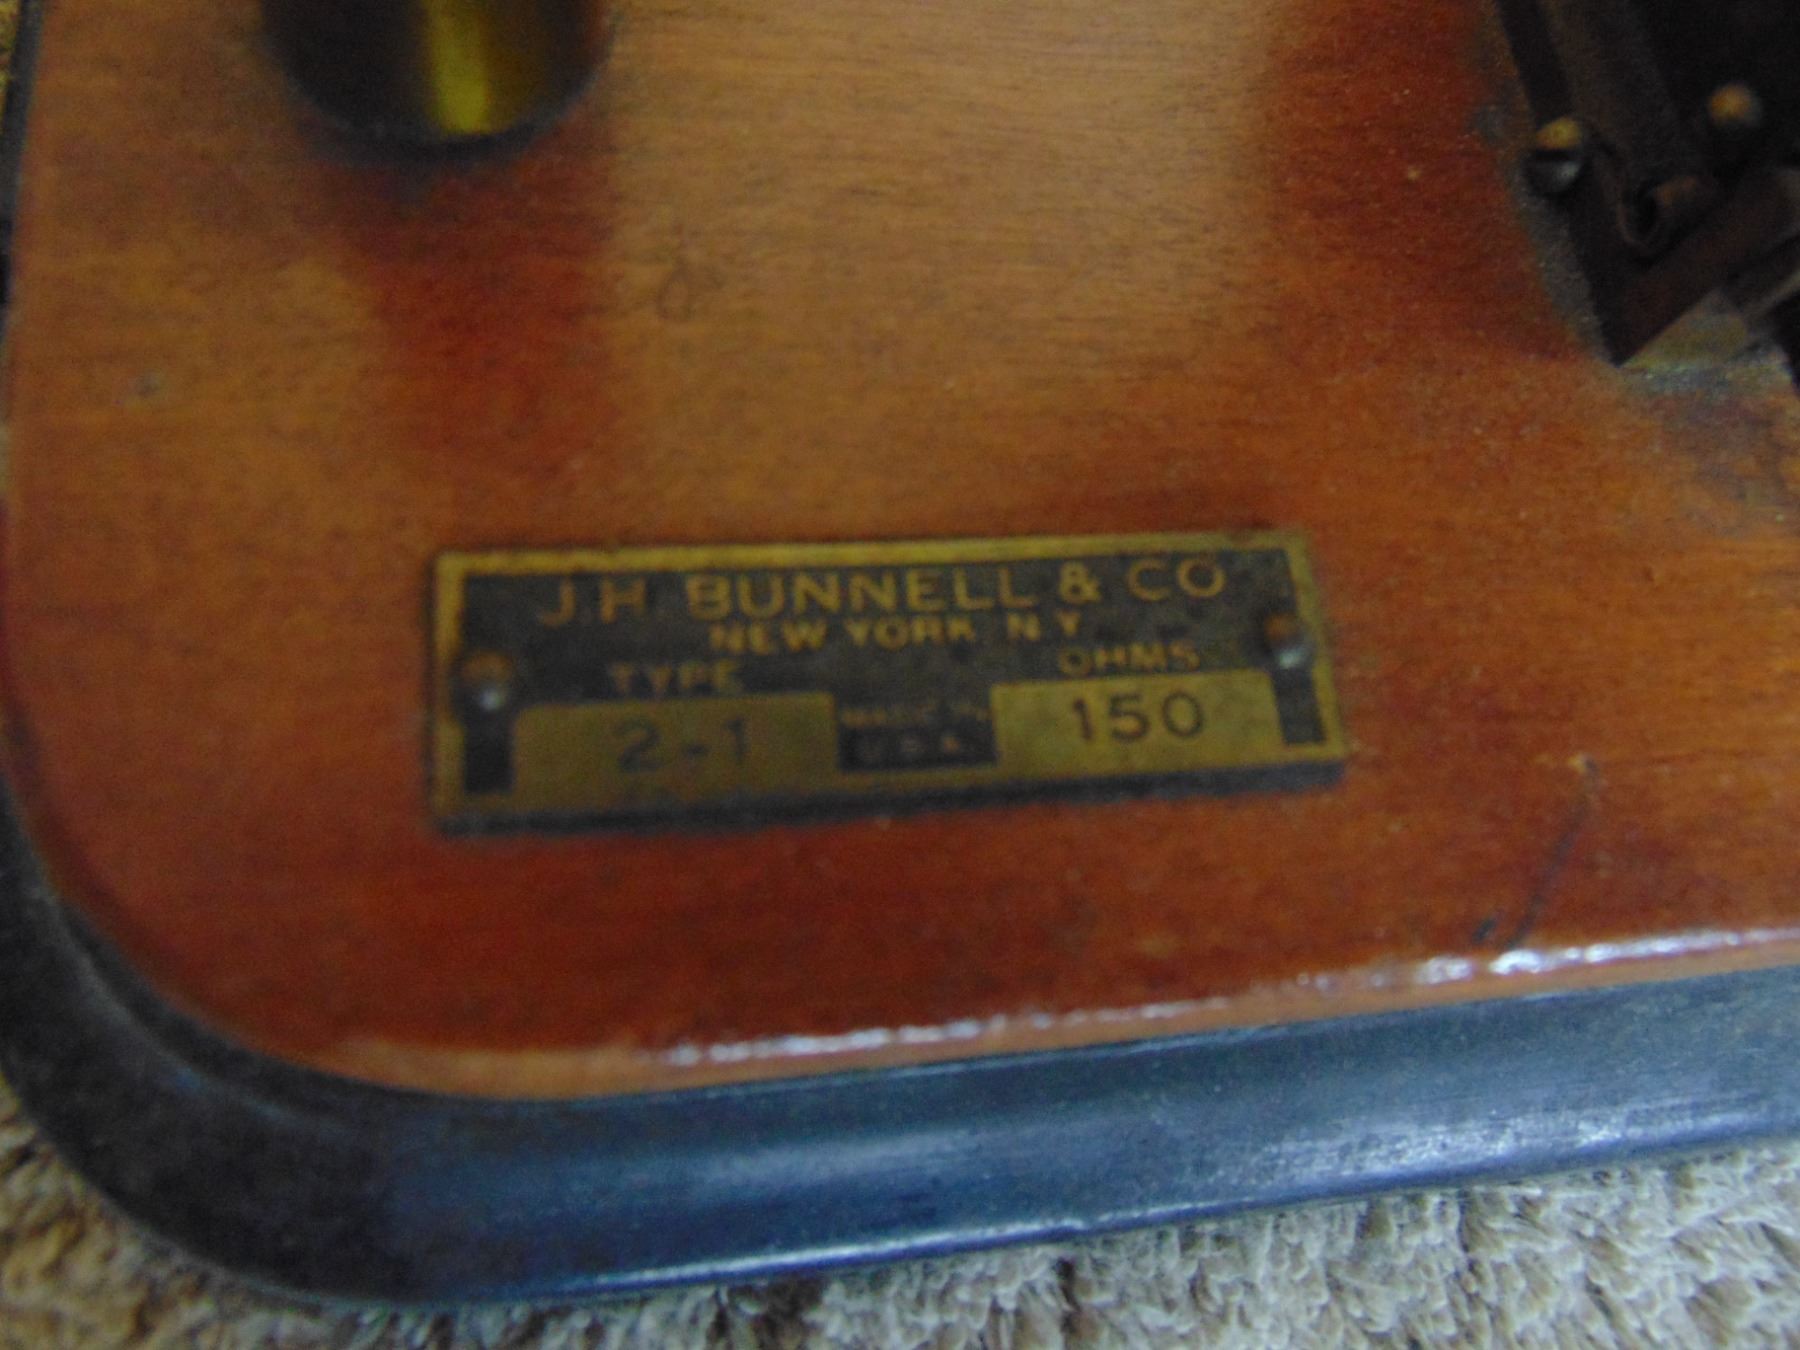 J.H. BUNNELL & CO
NEW YORK N Y
TYPE OHMS
2-1 MADE IN 150
U.S.A.